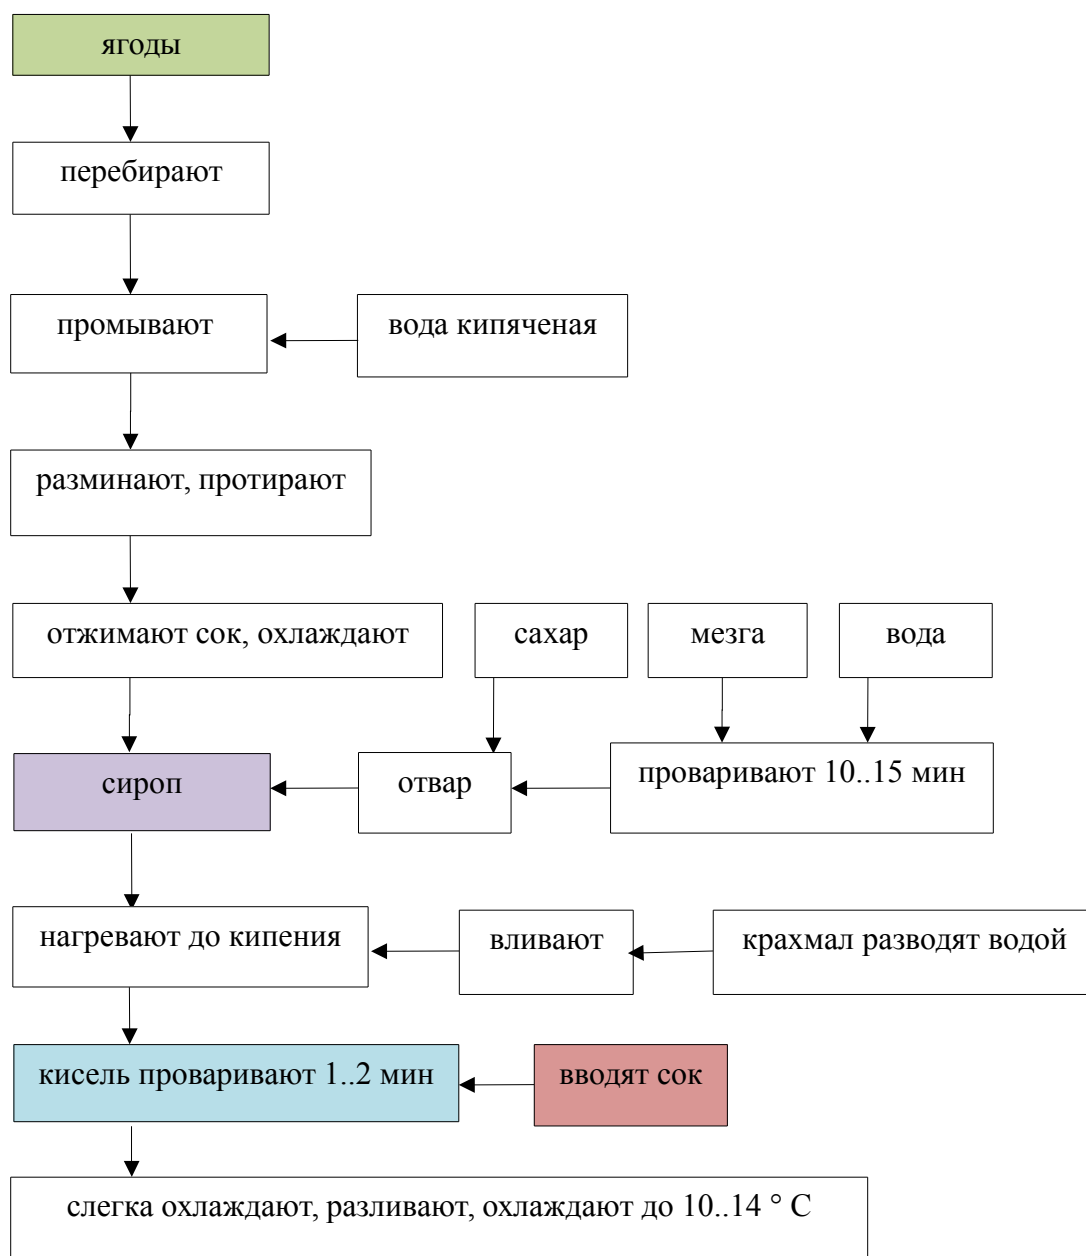 ягоды
перебирают
промывают
вода кипяченая
разминают, протирают
отжимают сок, охлаждают
сахар
мезга
вода
сироп
отвар
проваривают 10..15 мин
нагревают до кипения
вливают
крахмал разводят водой
кисель проваривают 1..2 мин
вводят сок
слегка охлаждают, разливают, охлаждают до 10..14 ° С